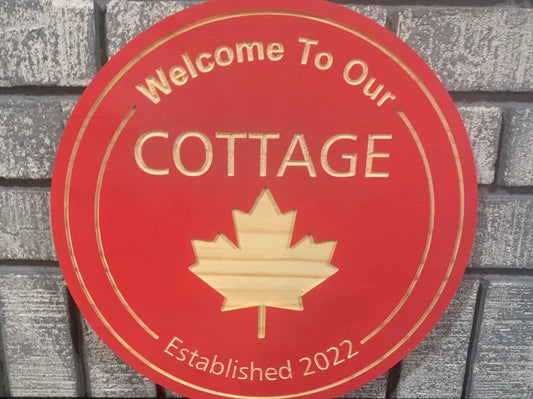 Welcome To Our
COTTAGE
Established 2022